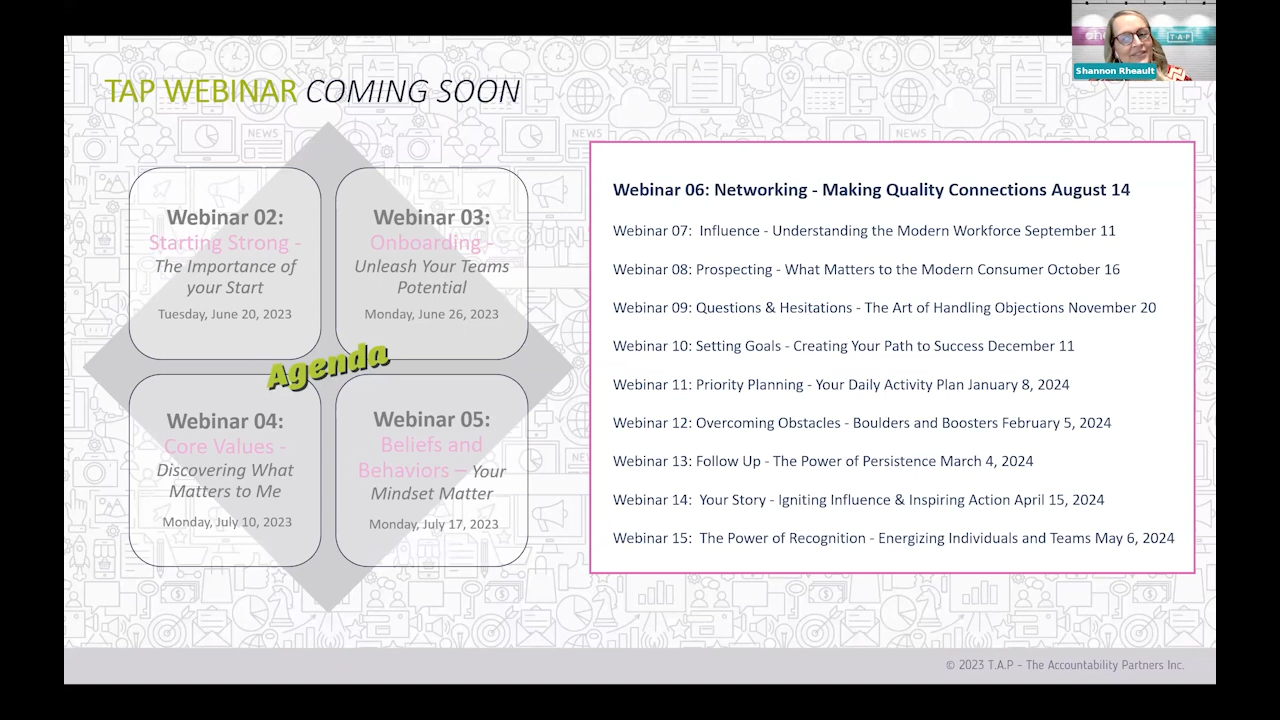 Shannon Rheault
T.A.P
TAP WEBINAR COMING SOON
Webinar 02:
Starting Strong -
The Importance of
your Start
Tuesday, June 20, 2023
Webinar 03:
Onboarding -
Unleash Your Teams
Potential
Monday, June 26, 2023
Agenda
Webinar 04:
Core Values -
Discovering What
Matters to Me
Monday, July 10, 2023
Webinar 05:
Beliefs and
Behaviors – Your
Mindset Matter
Monday, July 17, 2023
Webinar 06: Networking - Making Quality Connections August 14
Webinar 07: Influence - Understanding the Modern Workforce September 11
Webinar 08: Prospecting - What Matters to the Modern Consumer October 16
Webinar 09: Questions & Hesitations - The Art of Handling Objections November 20
Webinar 10: Setting Goals - Creating Your Path to Success December 11
Webinar 11: Priority Planning - Your Daily Activity Plan January 8, 2024
Webinar 12: Overcoming Obstacles - Boulders and Boosters February 5, 2024
Webinar 13: Follow Up - The Power of Persistence March 4, 2024
Webinar 14: Your Story - Igniting Influence & Inspiring Action April 15, 2024
Webinar 15: The Power of Recognition - Energizing Individuals and Teams May 6, 2024
© 2023 T.A.P – The Accountability Partners Inc.